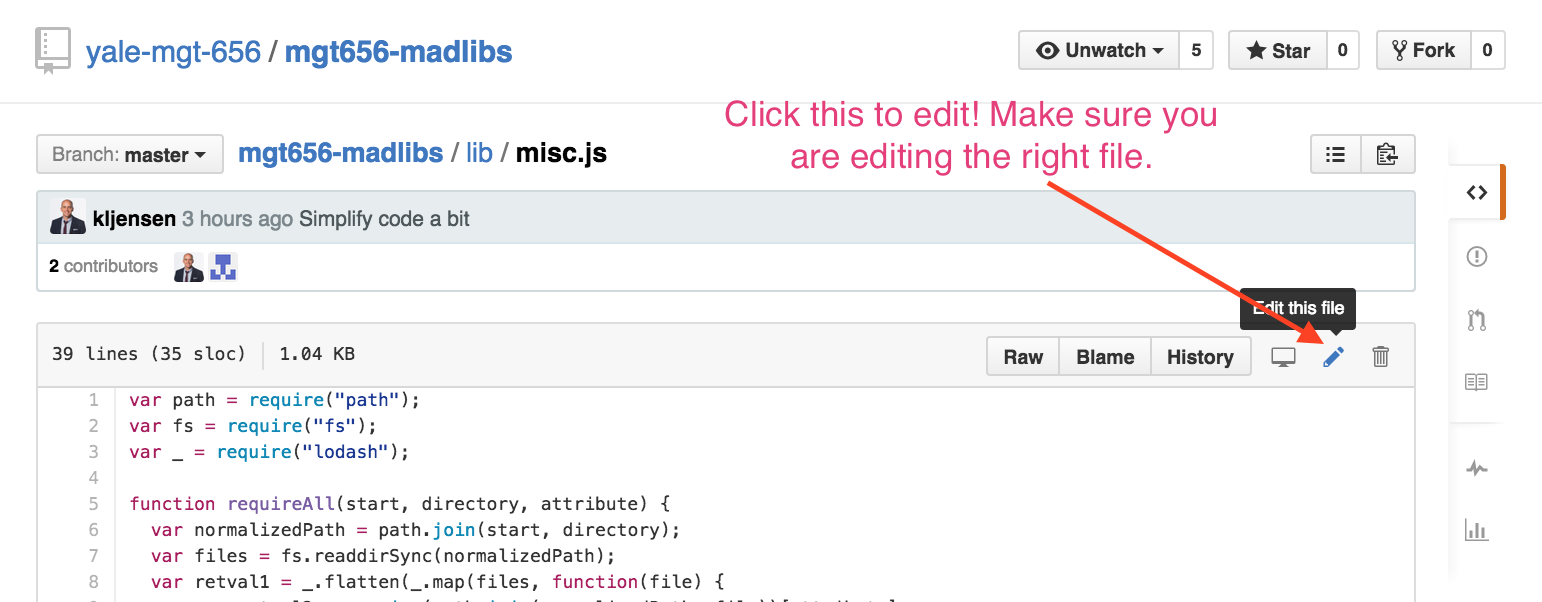 yale-mgt-656 / mgt656-madlibs
Unwatch 5
Star 0
Fork 0
Click this to edit! Make sure you
are editing the right file.
Branch: master
mgt656-madlibs / lib / misc.js
kljensen 3 hours ago Simplify code a bit
2 contributors
Edit this file
39 lines (35 sloc) 1.04 KB
Raw Blame History
1 var path = require("path");
2 var fs = require("fs");
3 var _ = require("lodash");
4
5 function requireAll(start, directory, attribute) {
6 var normalizedPath = path.join(start, directory);
7 var files = fs.readdirSync(normalizedPath);
8 var retval1 = _.flatten(_.map(files, function(file) {